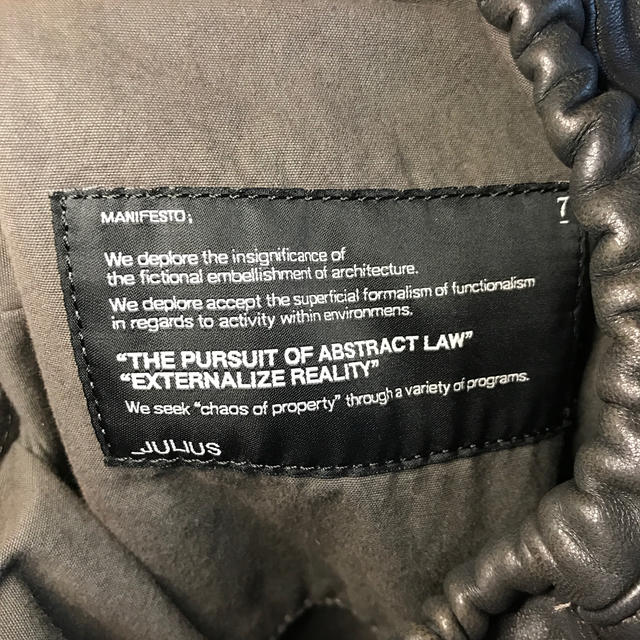 MANIFESTO;
7
We deplore the insignificance of
the fictional embellishment of architecture.
We deplore accept the superficial formalism of functionalism
in regards to activity within environmens.
“THE PURSUIT OF ABSTRACT LAW”
“EXTERNALIZE REALITY”
We seek “chaos of property” through a variety of programs.
_JULIUS